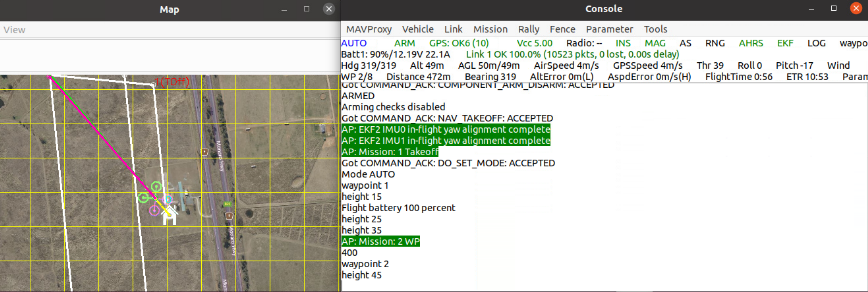 Map
View
RTD(?)
Console
MAVProxy Vehicle Link Mission Rally Fence Parameter Tools
AUTO ARM GPS: OK6 (10) Vcc 5.00 Radio: -- INS MAG AS RNG AHRS EKF LOG waypo
Batt1: 90%/12.19V 22.1A Link 1 OK 100.0% (10523 pkts, 0 lost, 0.00s delay)
Hdg 319/319 Alt 49m AGL 50m/49m AirSpeed 4m/s GPSSpeed 4m/s Thr 39 Roll 0 Pitch -17 Wind
WP 2/8 Distance 472m Bearing 319 AltError 0m(L) AspdError 0m/s(H) FlightTime 0:56 ETR 10:53 Param
Got COMMAND_ACK: COMPONENT_ARM_DISARM: ACCEPTED
ARMED
Arming checks disabled
Got COMMAND_ACK: NAV_TAKEOFF: ACCEPTED
AP: EKF2 IMU0 in-flight yaw alignment complete
AP: EKF2 IMU1 in-flight yaw alignment complete
AP: Mission: 1 Takeoff
Got COMMAND_ACK: DO_SET_MODE: ACCEPTED
Mode AUTO
waypoint 1
height 15
Flight battery 100 percent
height 25
height 35
AP: Mission: 2 WP
400
waypoint 2
height 45